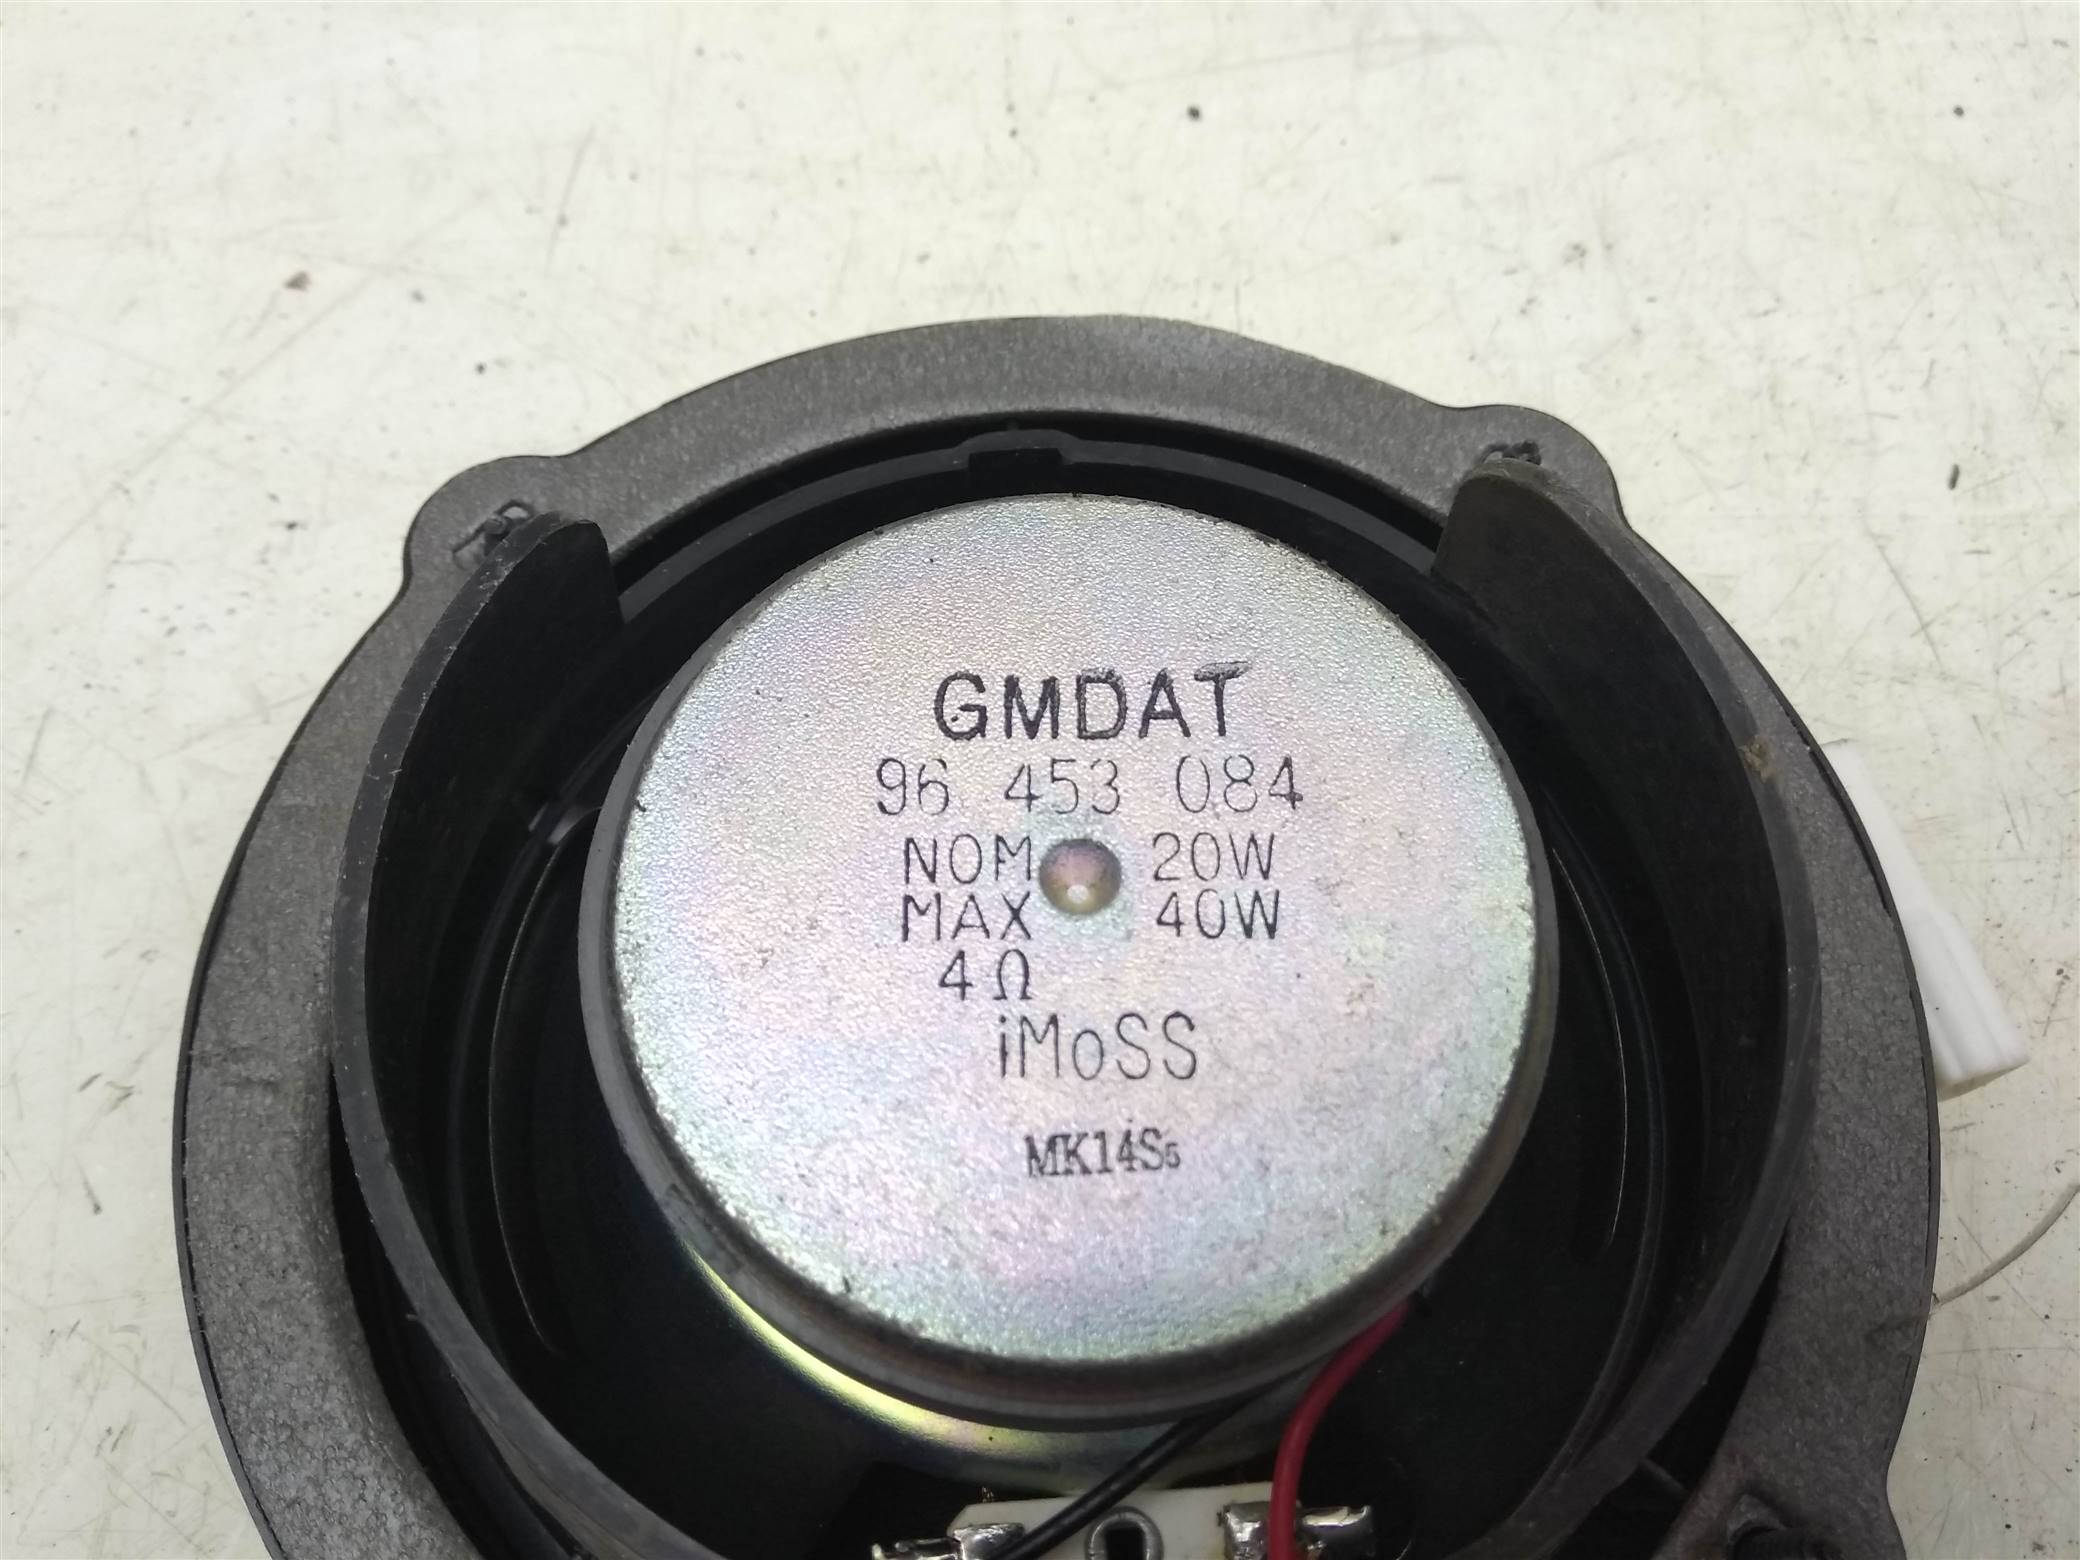 GMDAT
96 453 084
NOM 20W
MAX 40W
4Ω
iMoSS
MK14S5